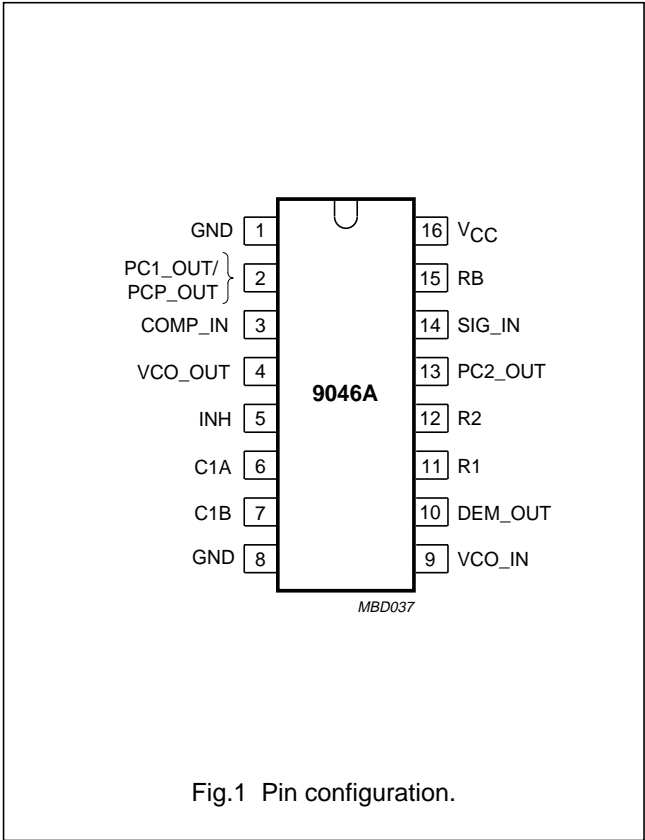 GND 1
PC1_OUT/
PCP_OUT 2
COMP_IN 3
VCO_OUT 4
INH 5
C1A 6
C1B 7
GND 8
9046A
16 VCC
15 RB
14 SIG_IN
13 PC2_OUT
12 R2
11 R1
10 DEM_OUT
9 VCO_IN
MBD037
Fig.1 Pin configuration.